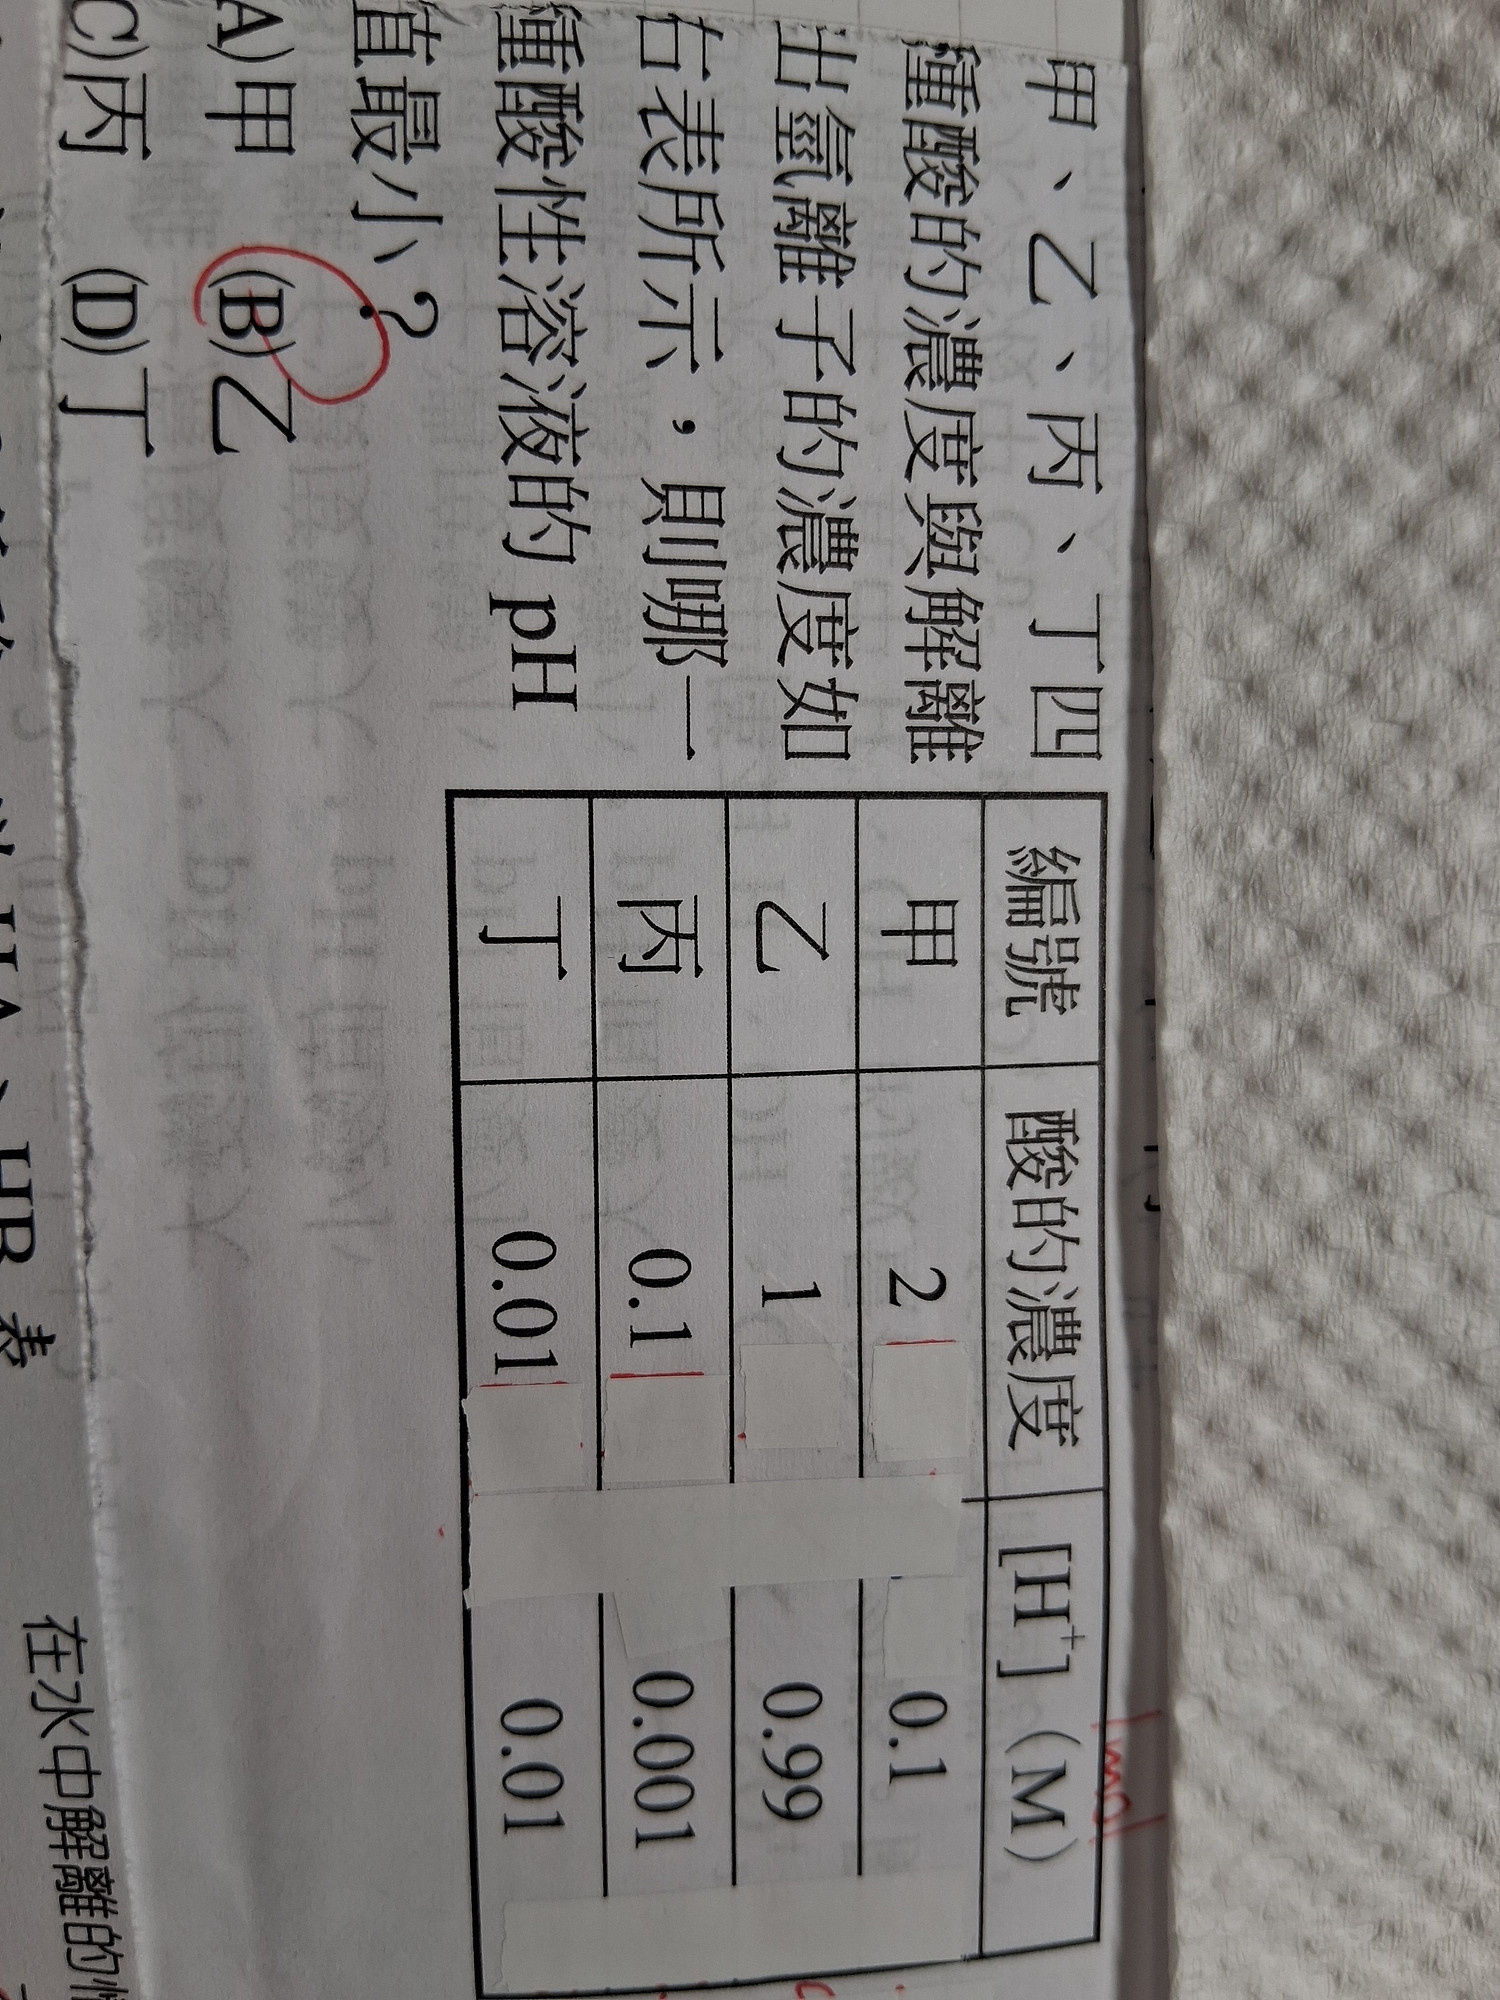 甲、乙、丙、丁四
種酸的濃度與解離
出氫離子的濃度如
右表所示,則哪一
種酸性溶液的 pH
值最小?
(A)甲 (B)乙
(C)丙 (D)丁
編號 酸的濃度 [H⁺](M)
甲 2 0.1
乙 1 0.99
丙 0.1 0.001
丁 0.01 0.01
1mol
在水中解離的